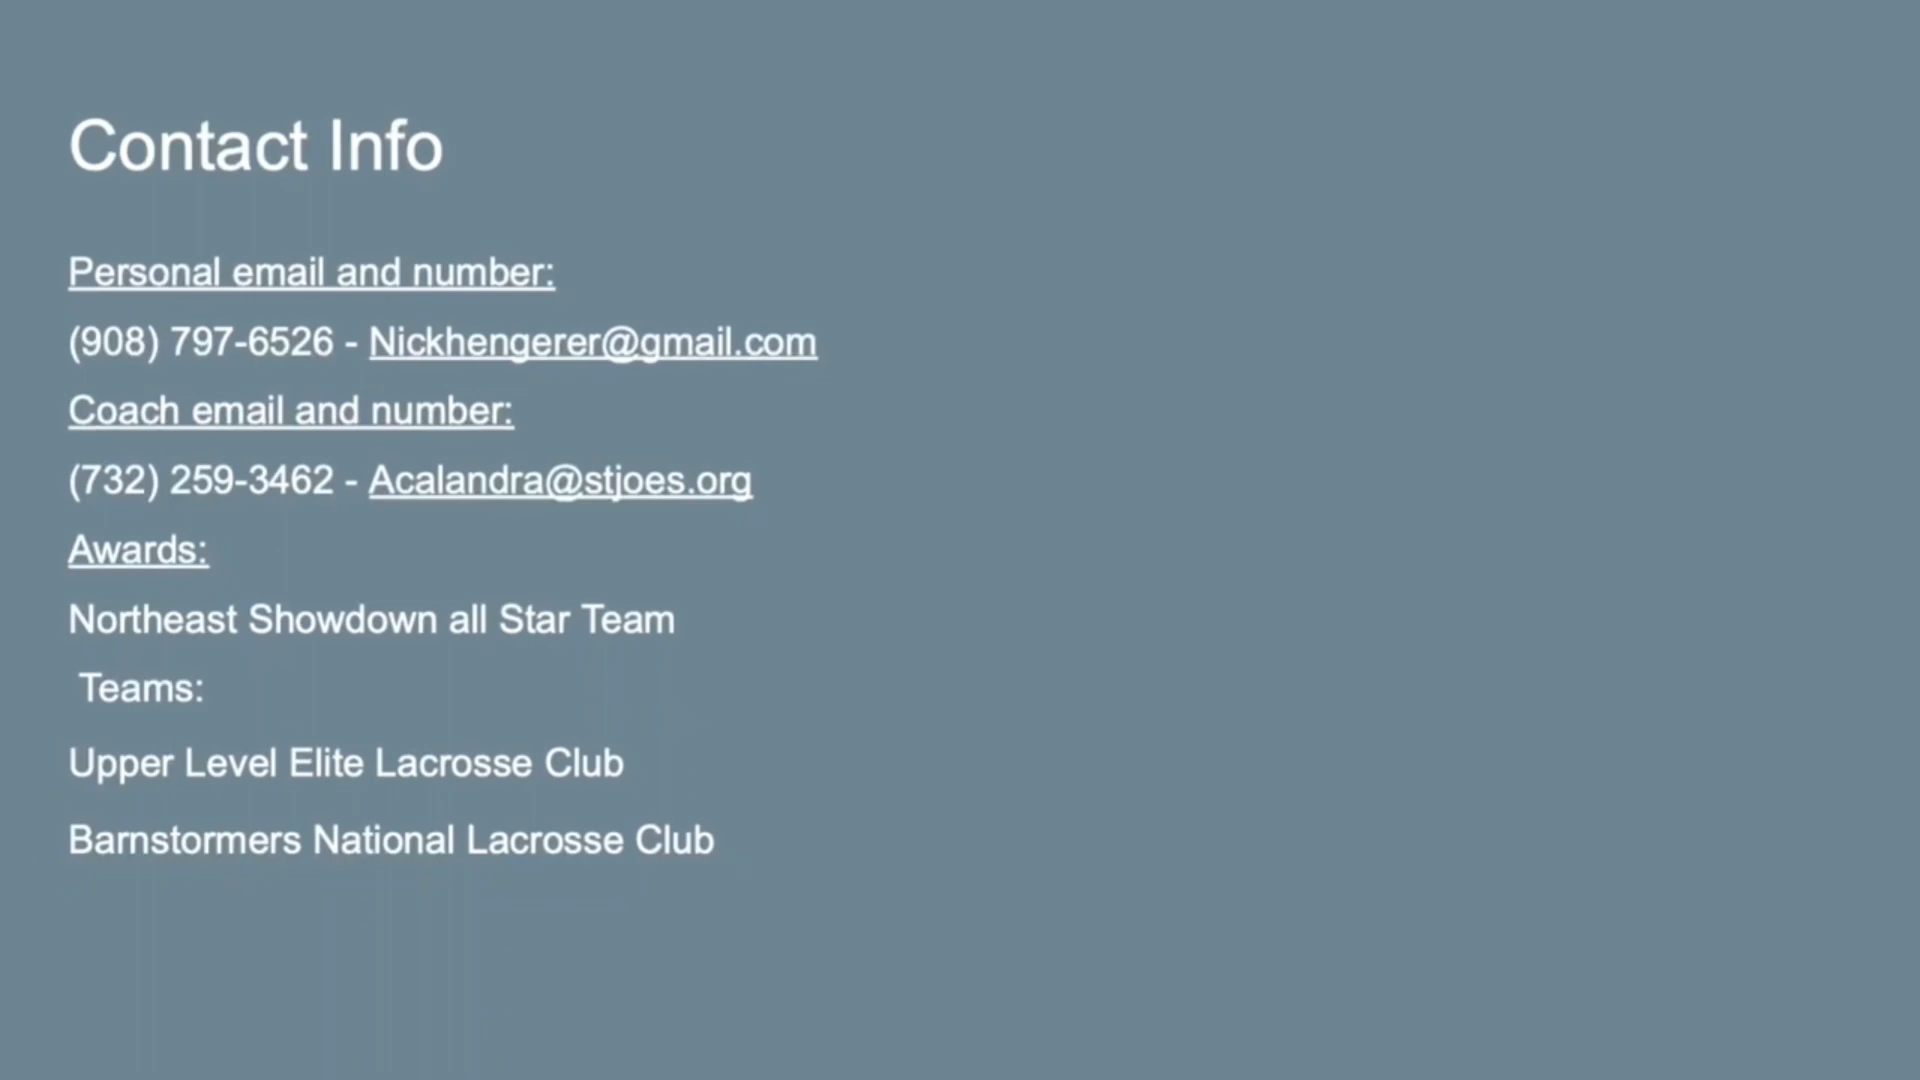 Contact Info
Personal email and number:
(908) 797-6526 - Nickhengerer@gmail.com
Coach email and number:
(732) 259-3462 - Acalandra@stjoes.org
Awards:
Northeast Showdown all Star Team
Teams:
Upper Level Elite Lacrosse Club
Barnstormers National Lacrosse Club